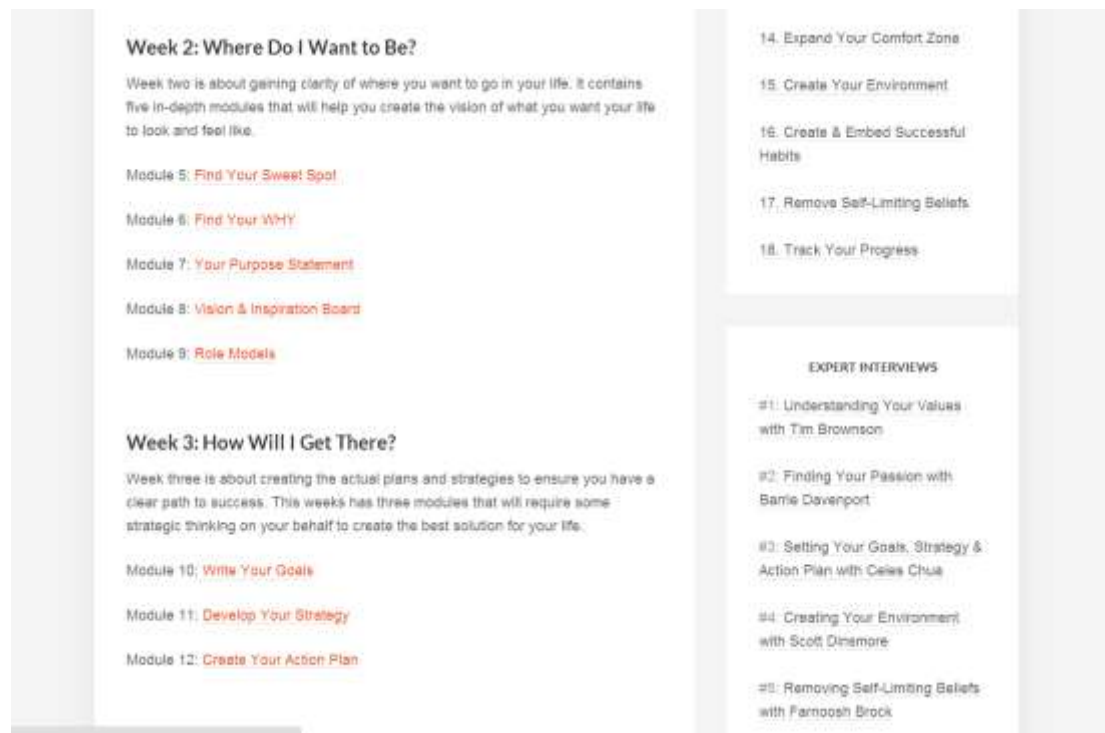 Week 2: Where Do I Want to Be?
Week two is about gaining clarity of where you want to go in your life. It contains
five in-depth modules that will help you create the vision of what you want your life
to look and feel like.
Module 5: Find Your Sweet Spot
Module 6: Find Your WHY
Module 7: Your Purpose Statement
Module 8: Vision & Inspiration Board
Module 9: Role Models
Week 3: How Will I Get There?
Week three is about creating the actual plans and strategies to ensure you have a
clear path to success. This weeks has three modules that will require some
strategic thinking on your behalf to create the best solution for your life.
Module 10: Write Your Goals
Module 11: Develop Your Strategy
Module 12: Create Your Action Plan
14. Expand Your Comfort Zone
15. Create Your Environment
16. Create & Embed Successful
Habits
17. Remove Self-Limiting Beliefs
18. Track Your Progress
EXPERT INTERVIEWS
#1: Understanding Your Values
with Tim Brownson
#2: Finding Your Passion with
Barrie Davenport
#3: Setting Your Goals, Strategy &
Action Plan with Celes Chua
#4: Creating Your Environment
with Scott Dinsmore
#5: Removing Self-Limiting Beliefs
with Farnoosh Brock